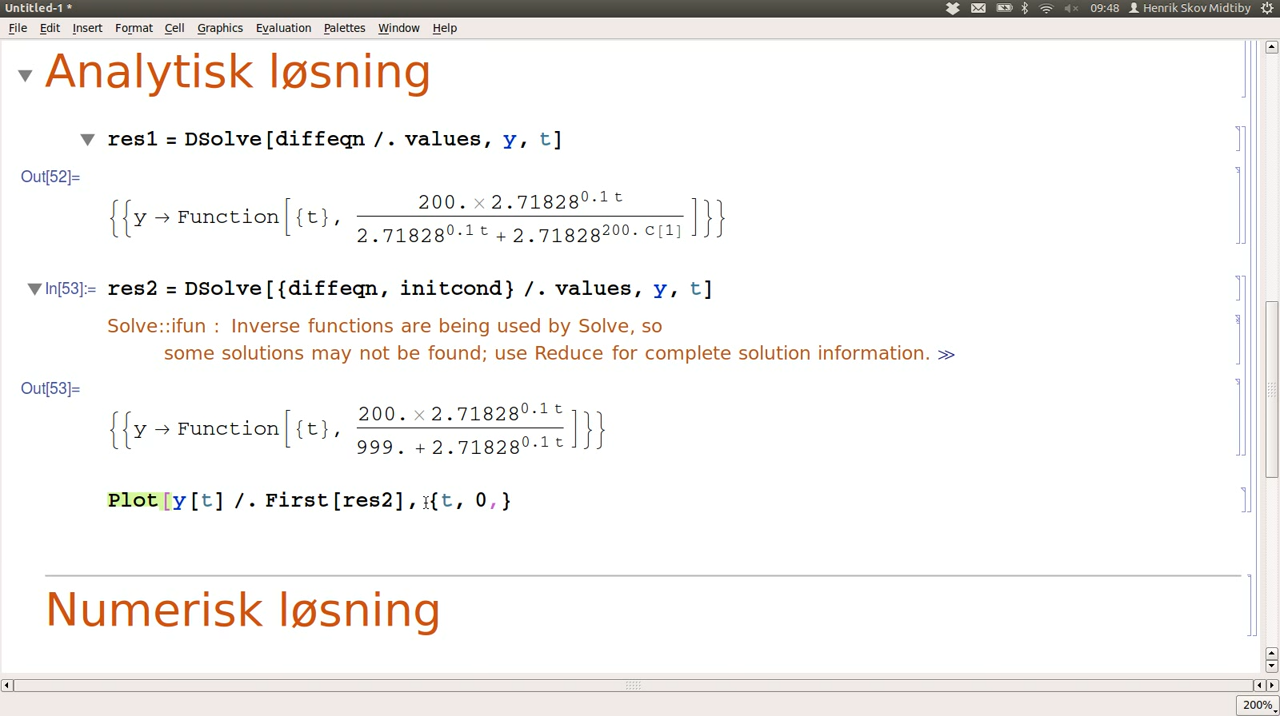 Untitled-1 *
09:48 Henrik Skov Midtiby
File Edit Insert Format Cell Graphics Evaluation Palettes Window Help
Analytisk løsning
res1 = DSolve[diffeqn /. values, y, t]
Out[52]=
{{y → Function[{t}, 200. × 2.71828^0.1 t / 2.71828^0.1 t + 2.71828^200. C[1]]}}
In[53]:= res2 = DSolve[{diffeqn, initcond} /. values, y, t]
Solve::ifun : Inverse functions are being used by Solve, so
some solutions may not be found; use Reduce for complete solution information. ≫
Out[53]=
{{y → Function[{t}, 200. × 2.71828^0.1 t / 999. + 2.71828^0.1 t]}}
Plot[y[t] /. First[res2], {t, 0,}
Numerisk løsning
200%